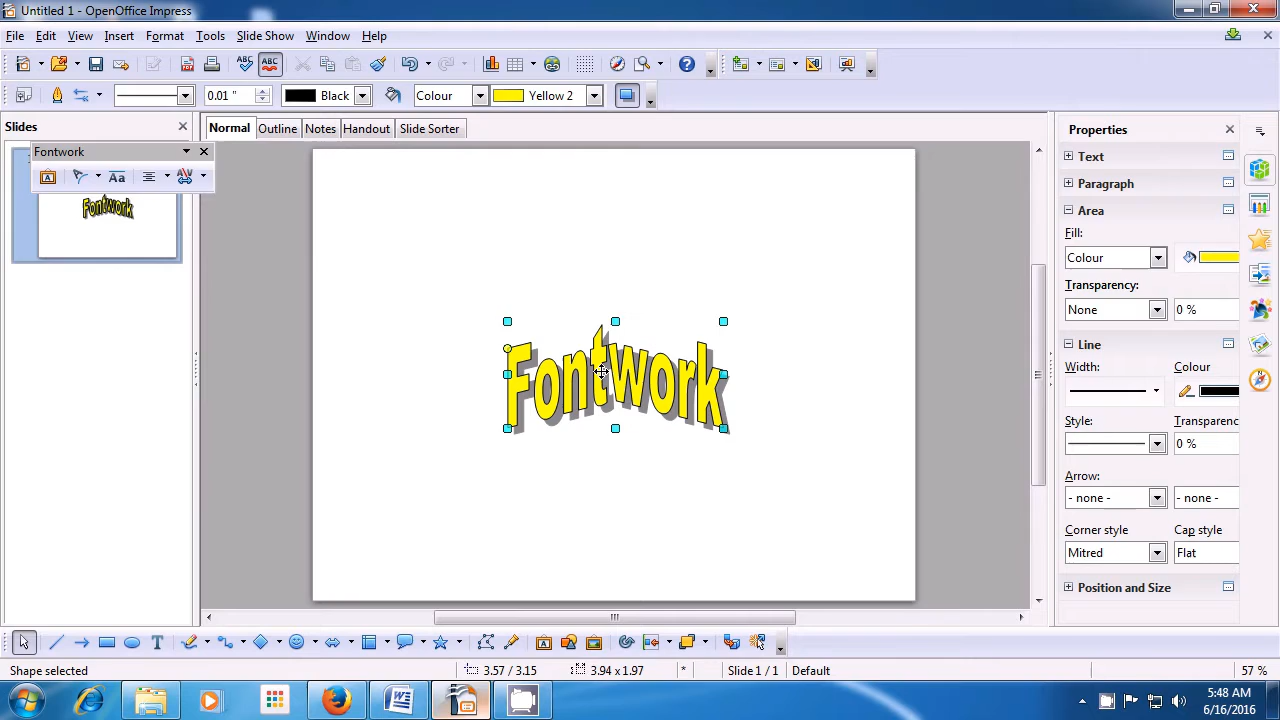 Untitled 1 - OpenOffice Impress
File Edit View Insert Format Tools Slide Show Window Help
ABC ABC
0.01 " Black Colour Yellow 2
Slides
Normal Outline Notes Handout Slide Sorter
Properties
Fontwork
Aa
Fontwork
Fontwork
Text
Paragraph
Area
Fill:
Colour
Transparency:
None 0 %
Line
Width: Colour
Style: Transparenc
0 %
Arrow:
- none - - none -
Corner style Cap style
Mitred Flat
Position and Size
T
Shape selected 3.57 / 3.15 3.94 x 1.97 * Slide 1 / 1 Default 57 %
W
5:48 AM
6/16/2016